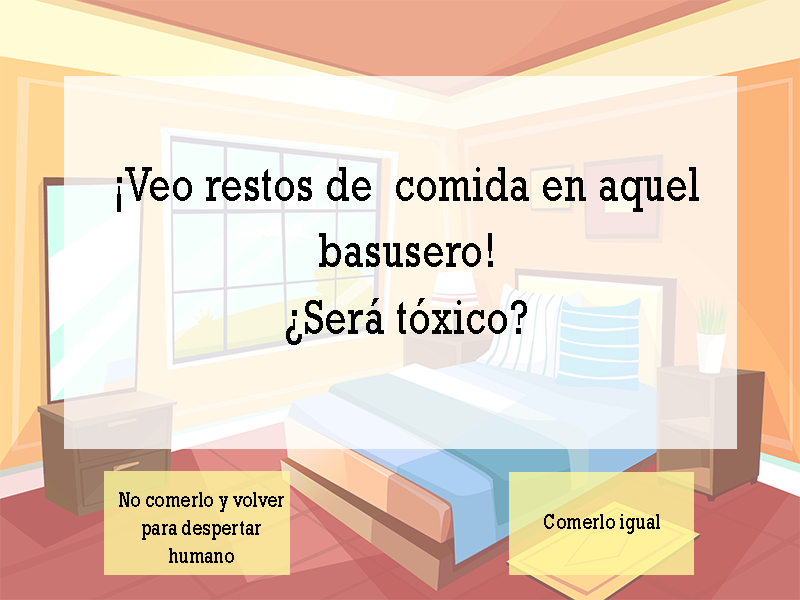 ¡Veo restos de comida en aquel
basusero!
¿Será tóxico?
No comerlo y volver
para despertar
humano
Comerlo igual